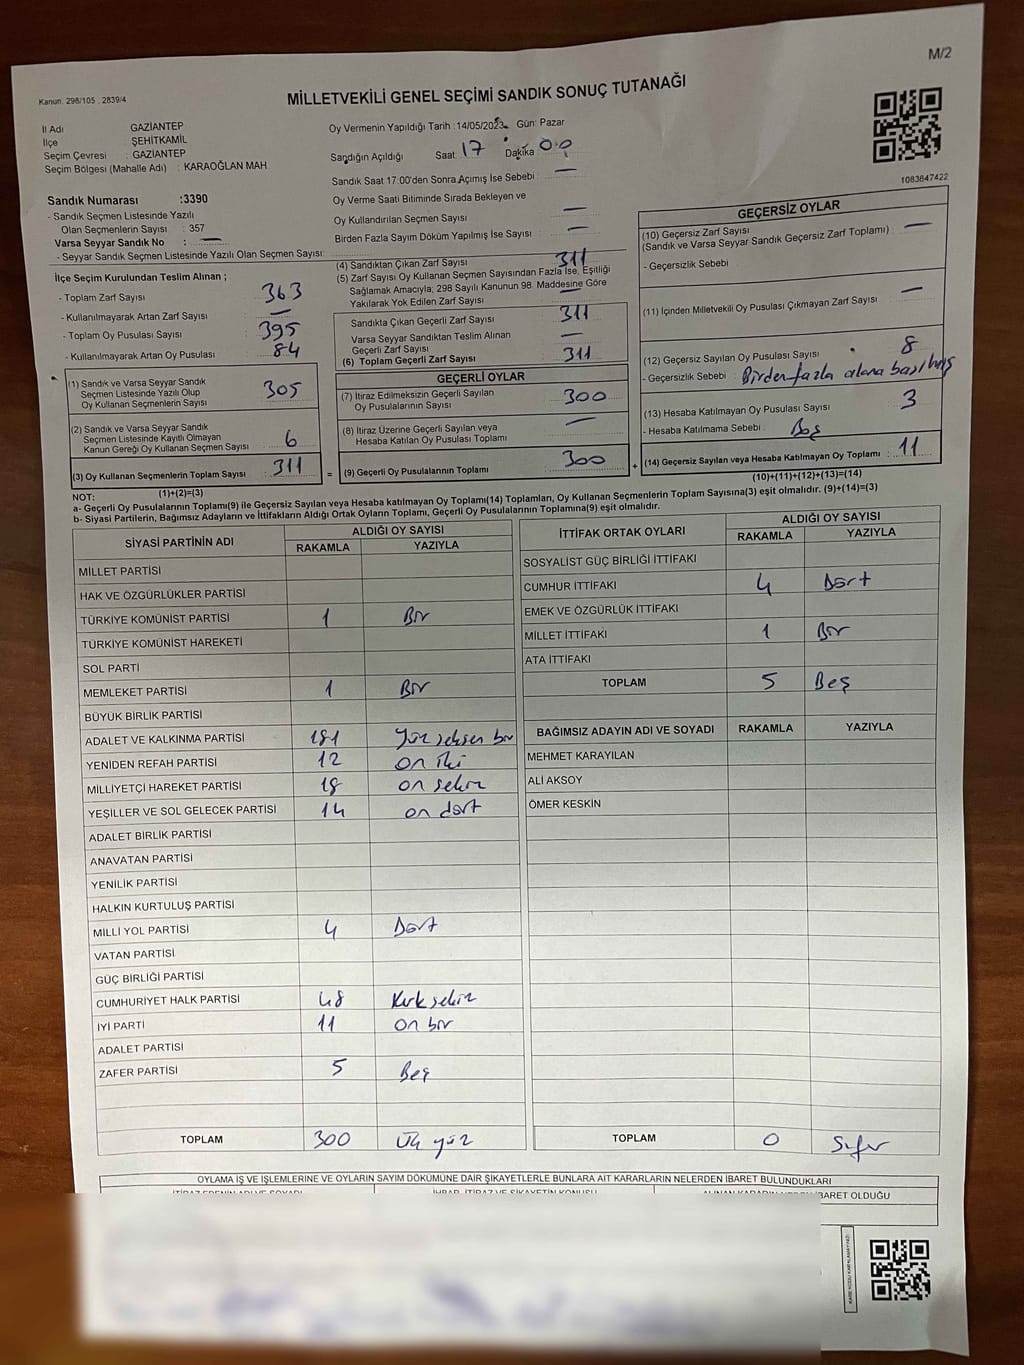 M/2
Kanun: 298/105 , 2839/4
MİLLETVEKİLİ GENEL SEÇİMİ SANDIK SONUÇ TUTANAĞI
İl Adı GAZİANTEP
İlçe ŞEHİTKAMİL
Seçim Çevresi : GAZİANTEP
Seçim Bölgesi (Mahalle Adı) : KARAOĞLAN MAH.
Sandık Numarası :3390
- Sandık Seçmen Listesinde Yazılı
Olan Seçmenlerin Sayısı : 357
Varsa Seyyar Sandık No : —
- Seyyar Sandık Seçmen Listesinde Yazılı Olan Seçmen Sayısı:
Oy Vermenin Yapıldığı Tarih :14/05/2023 Gün: Pazar
Sandığın Açıldığı Saat: 17 Dakika: 00
Sandık Saat 17:00'den Sonra Açımış İse Sebebi : —
Oy Verme Saati Bitiminde Sırada Bekleyen ve
Oy Kullandırılan Seçmen Sayısı : —
Birden Fazla Sayım Döküm Yapılmış İse Sayısı : —
1083847422
İlçe Seçim Kurulundan Teslim Alınan ;
- Toplam Zarf Sayısı : 363
- Kullanılmayarak Artan Zarf Sayısı : —
- Toplam Oy Pusulası Sayısı : 395
- Kullanılmayarak Artan Oy Pusulası : 84
(1) Sandık ve Varsa Seyyar Sandık
Seçmen Listesinde Yazılı Olup
Oy Kullanan Seçmenlerin Sayısı : 305
(2) Sandık ve Varsa Seyyar Sandık
Seçmen Listesinde Kayıtlı Olmayan
Kanun Gereği Oy Kullanan Seçmen Sayısı : 6
(3) Oy Kullanan Seçmenlerin Toplam Sayısı : 311
(1)+(2)=(3)
(4) Sandıktan Çıkan Zarf Sayısı : 311
(5) Zarf Sayısı Oy Kullanan Seçmen Sayısından Fazla İse, Eşitliği
Sağlamak Amacıyla; 298 Sayılı Kanunun 98. Maddesine Göre
Yakılarak Yok Edilen Zarf Sayısı : —
Sandıkta Çıkan Geçerli Zarf Sayısı : 311
Varsa Seyyar Sandıktan Teslim Alınan
Geçerli Zarf Sayısı : —
(6) Toplam Geçerli Zarf Sayısı : 311
GEÇERLİ OYLAR
(7) İtiraz Edilmeksizin Geçerli Sayılan
Oy Pusulalarının Sayısı : 300
(8) İtiraz Üzerine Geçerli Sayılan veya
Hesaba Katılan Oy Pusulası Toplamı : —
= (9) Geçerli Oy Pusulalarının Toplamı : 300
GEÇERSİZ OYLAR
(10) Geçersiz Zarf Sayısı
(Sandık ve Varsa Seyyar Sandık Geçersiz Zarf Toplamı) : —
- Geçersizlik Sebebi :
(11) İçinden Milletvekili Oy Pusulası Çıkmayan Zarf Sayısı : —
(12) Geçersiz Sayılan Oy Pusulası Sayısı : 8
- Geçersizlik Sebebi : Birden fazla alana basılmış
(13) Hesaba Katılmayan Oy Pusulası Sayısı : 3
- Hesaba Katılmama Sebebi : Boş
+ (14) Geçersiz Sayılan veya Hesaba Katılmayan Oy Toplamı : 11
(10)+(11)+(12)+(13)=(14)
NOT:
a- Geçerli Oy Pusulalarının Toplamı(9) ile Geçersiz Sayılan veya Hesaba katılmayan Oy Toplamı(14) Toplamları, Oy Kullanan Seçmenlerin Toplam Sayısına(3) eşit olmalıdır. (9)+(14)=(3)
b- Siyasi Partilerin, Bağımsız Adayların ve İttifakların Aldığı Ortak Oyların Toplamı, Geçerli Oy Pusulalarının Toplamına(9) eşit olmalıdır.
SİYASİ PARTİNİN ADI ALDIĞI OY SAYISI
RAKAMLA YAZIYLA
MİLLET PARTİSİ
HAK VE ÖZGÜRLÜKLER PARTİSİ
TÜRKİYE KOMÜNİST PARTİSİ 1 Bir
TÜRKİYE KOMÜNİST HAREKETİ
SOL PARTİ
MEMLEKET PARTİSİ 1 Bir
BÜYÜK BİRLİK PARTİSİ
ADALET VE KALKINMA PARTİSİ 181 Yüz seksen bir
YENİDEN REFAH PARTİSİ 12 on iki
MİLLİYETÇİ HAREKET PARTİSİ 18 on sekiz
YEŞİLLER VE SOL GELECEK PARTİSİ 14 on dört
ADALET BİRLİK PARTİSİ
ANAVATAN PARTİSİ
YENİLİK PARTİSİ
HALKIN KURTULUŞ PARTİSİ
MİLLİ YOL PARTİSİ 4 Dört
VATAN PARTİSİ
GÜÇ BİRLİĞİ PARTİSİ
CUMHURİYET HALK PARTİSİ 48 Kırk sekiz
İYİ PARTİ 11 on bir
ADALET PARTİSİ
ZAFER PARTİSİ 5 Beş
TOPLAM 300 Üç yüz
İTTİFAK ORTAK OYLARI ALDIĞI OY SAYISI
RAKAMLA YAZIYLA
SOSYALİST GÜÇ BİRLİĞİ İTTİFAKI
CUMHUR İTTİFAKI 4 Dört
EMEK VE ÖZGÜRLÜK İTTİFAKI
MİLLET İTTİFAKI 1 Bir
ATA İTTİFAKI
TOPLAM 5 Beş
BAĞIMSIZ ADAYIN ADI VE SOYADI RAKAMLA YAZIYLA
MEHMET KARAYILAN
ALİ AKSOY
ÖMER KESKİN
TOPLAM 0 Sıfır
OYLAMA İŞ VE İŞLEMLERİNE VE OYLARIN SAYIM DÖKÜMÜNE DAİR ŞİKAYETLERLE BUNLARA AİT KARARLARIN NELERDEN İBARET BULUNDUKLARI